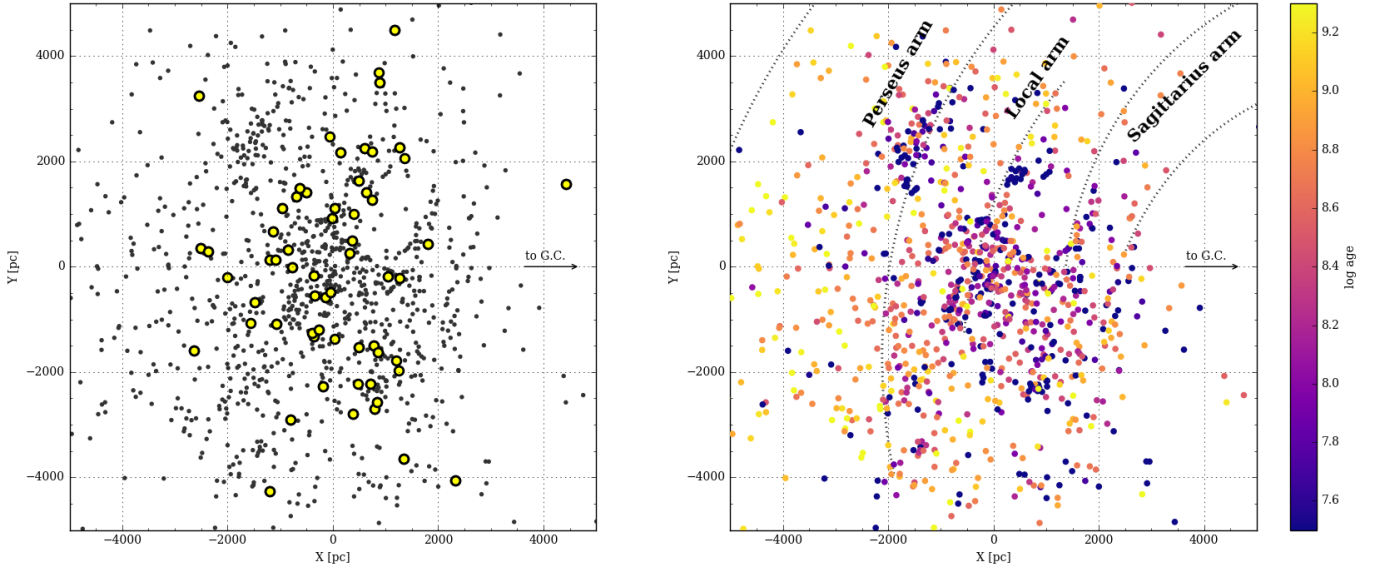 4000
2000
0
−2000
−4000
Y [pc]
−4000
−2000
0
2000
4000
X [pc]
to G.C.
4000
2000
0
−2000
−4000
Y [pc]
−4000
−2000
0
2000
4000
X [pc]
Perseus arm
Local arm
Sagittarius arm
to G.C.
9.2
9.0
8.8
8.6
8.4
8.2
8.0
7.8
7.6
log age